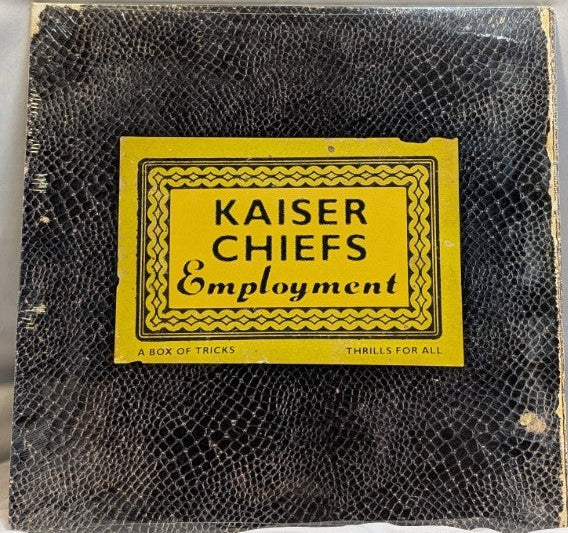 KAISER
CHIEFS
Employment
A BOX OF TRICKS
THRILLS FOR ALL